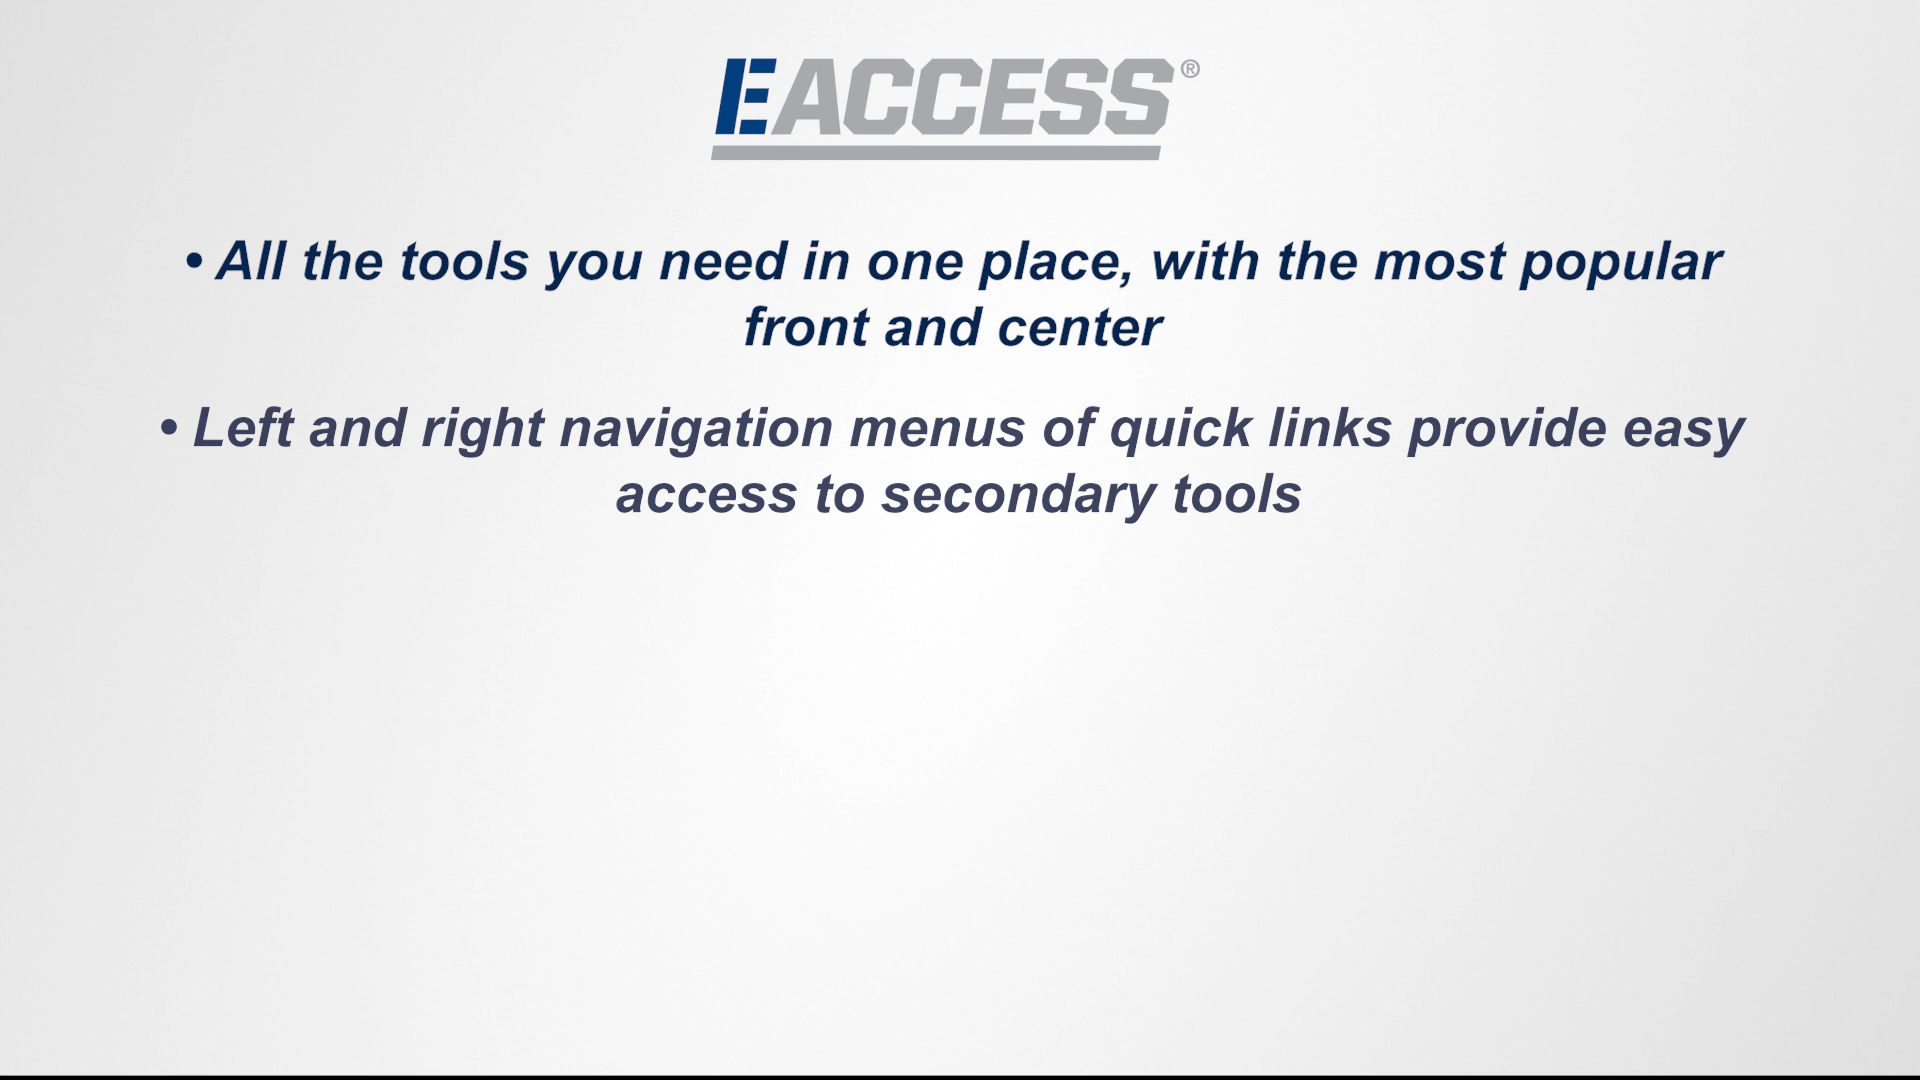 EACCESS®
• All the tools you need in one place, with the most popular
front and center
• Left and right navigation menus of quick links provide easy
access to secondary tools